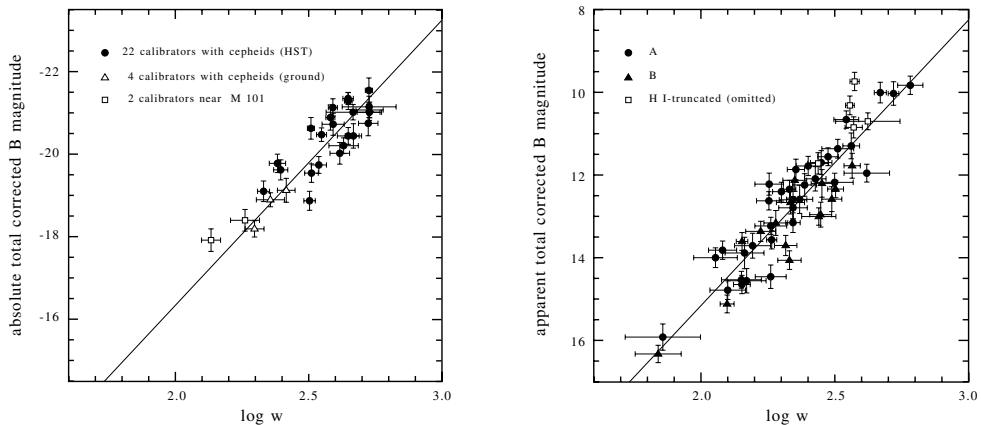 absolute total corrected B magnitude
22 calibrators with cepheids (HST)
4 calibrators with cepheids (ground)
2 calibrators near M 101
-22
-20
-18
-16
2.0
2.5
3.0
log w
apparent total corrected B magnitude
A
B
H I-truncated (omitted)
8
10
12
14
16
2.0
2.5
3.0
log w